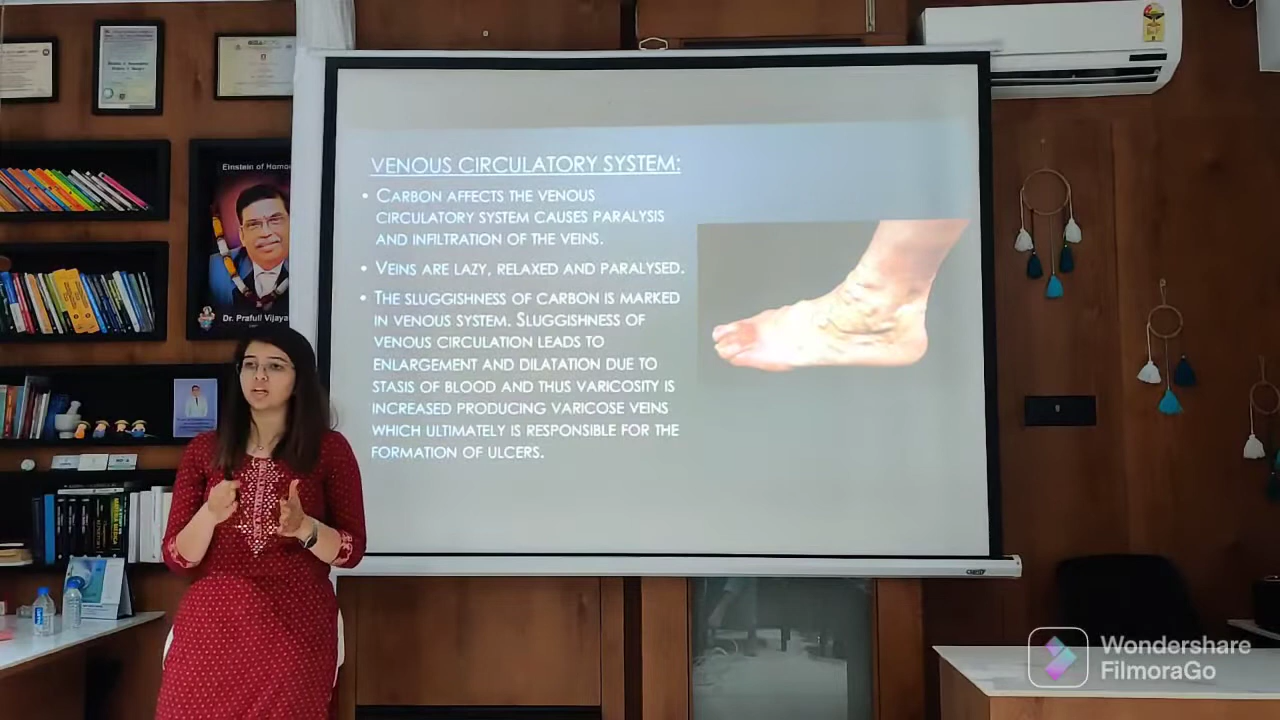 Einstein of Homoe
Dr. Prafull Vijaya
VENOUS CIRCULATORY SYSTEM:
• CARBON AFFECTS THE VENOUS
CIRCULATORY SYSTEM CAUSES PARALYSIS
AND INFILTRATION OF THE VEINS.
• VEINS ARE LAZY, RELAXED AND PARALYSED.
• THE SLUGGISHNESS OF CARBON IS MARKED
IN VENOUS SYSTEM. SLUGGISHNESS OF
VENOUS CIRCULATION LEADS TO
ENLARGEMENT AND DILATATION DUE TO
STASIS OF BLOOD AND THUS VARICOSITY IS
INCREASED PRODUCING VARICOSE VEINS
WHICH ULTIMATELY IS RESPONSIBLE FOR THE
FORMATION OF ULCERS.
Wondershare
FilmoraGo